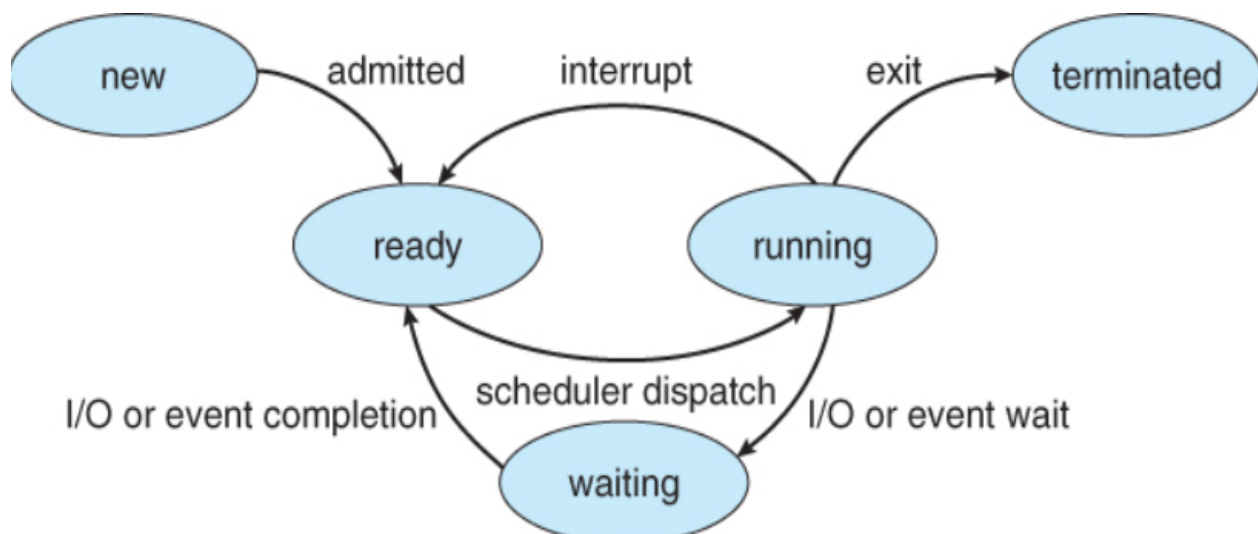 new
admitted
interrupt
exit
terminated
ready
running
scheduler dispatch
I/O or event completion
I/O or event wait
waiting